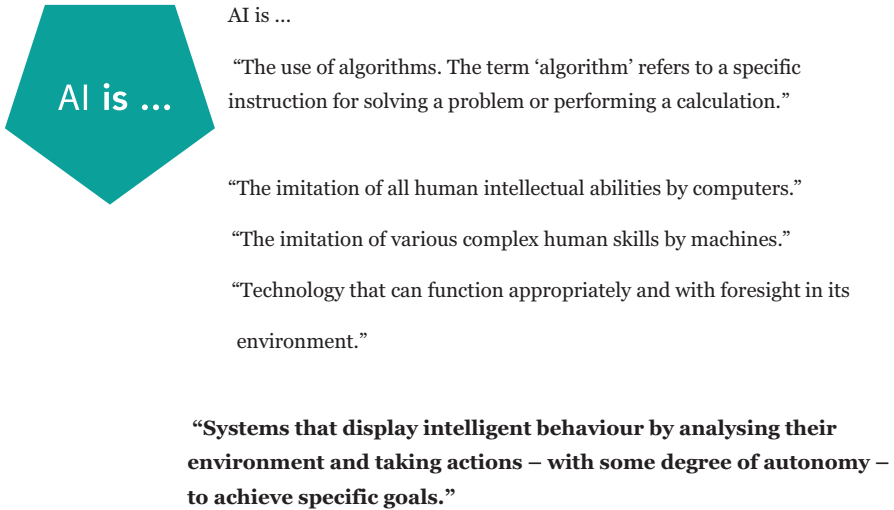 AI is ...
AI is ...
“The use of algorithms. The term ‘algorithm’ refers to a specific
instruction for solving a problem or performing a calculation.”
“The imitation of all human intellectual abilities by computers.”
“The imitation of various complex human skills by machines.”
“Technology that can function appropriately and with foresight in its
environment.”
“Systems that display intelligent behaviour by analysing their
environment and taking actions – with some degree of autonomy –
to achieve specific goals.”